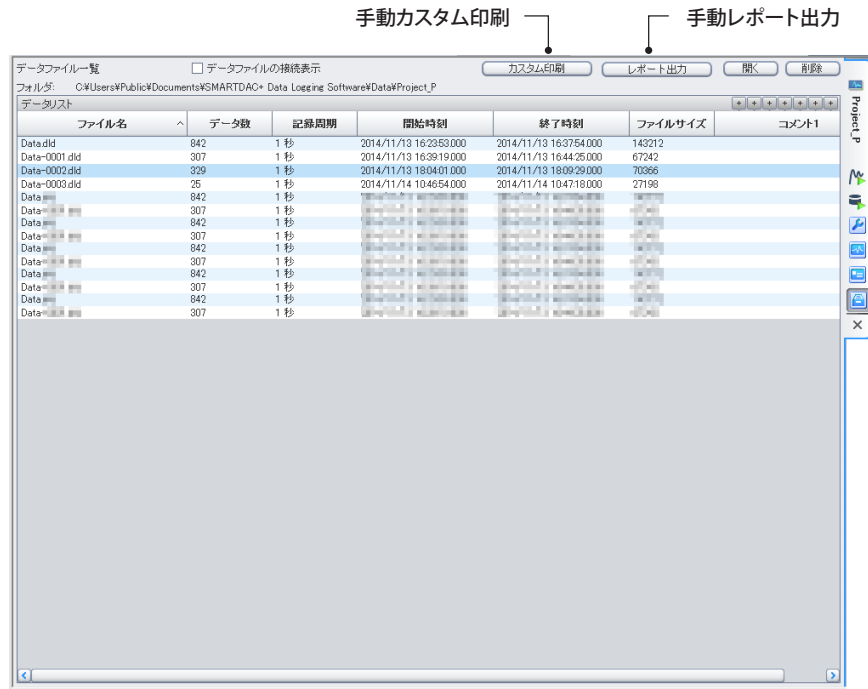 手動カスタム印刷 手動レポート出力
データファイル一覧 データファイルの接続表示 カスタム印刷 レポート出力 開く 削除
フォルダ: C:¥Users¥Public¥Documents¥SMARTDAC+ Data Logging Software¥Data¥Project_P
データリスト
ファイル名 データ数 記録周期 開始時刻 終了時刻 ファイルサイズ コメント1
Data.dld 842 1 秒 2014/11/13 16:23:53.000 2014/11/13 16:37:54.000 143212
Data-0001.dld 307 1 秒 2014/11/13 16:39:19.000 2014/11/13 16:44:25.000 67242
Data-0002.dld 329 1 秒 2014/11/13 18:04:01.000 2014/11/13 18:09:29.000 70366
Data-0003.dld 25 1 秒 2014/11/14 10:46:54.000 2014/11/14 10:47:18.000 27198
Data 842 1 秒
Data- 307 1 秒
Data 842 1 秒
Data- 307 1 秒
Data 842 1 秒
Data- 307 1 秒
Data 842 1 秒
Data- 307 1 秒
Data 842 1 秒
Data- 307 1 秒
Project_P